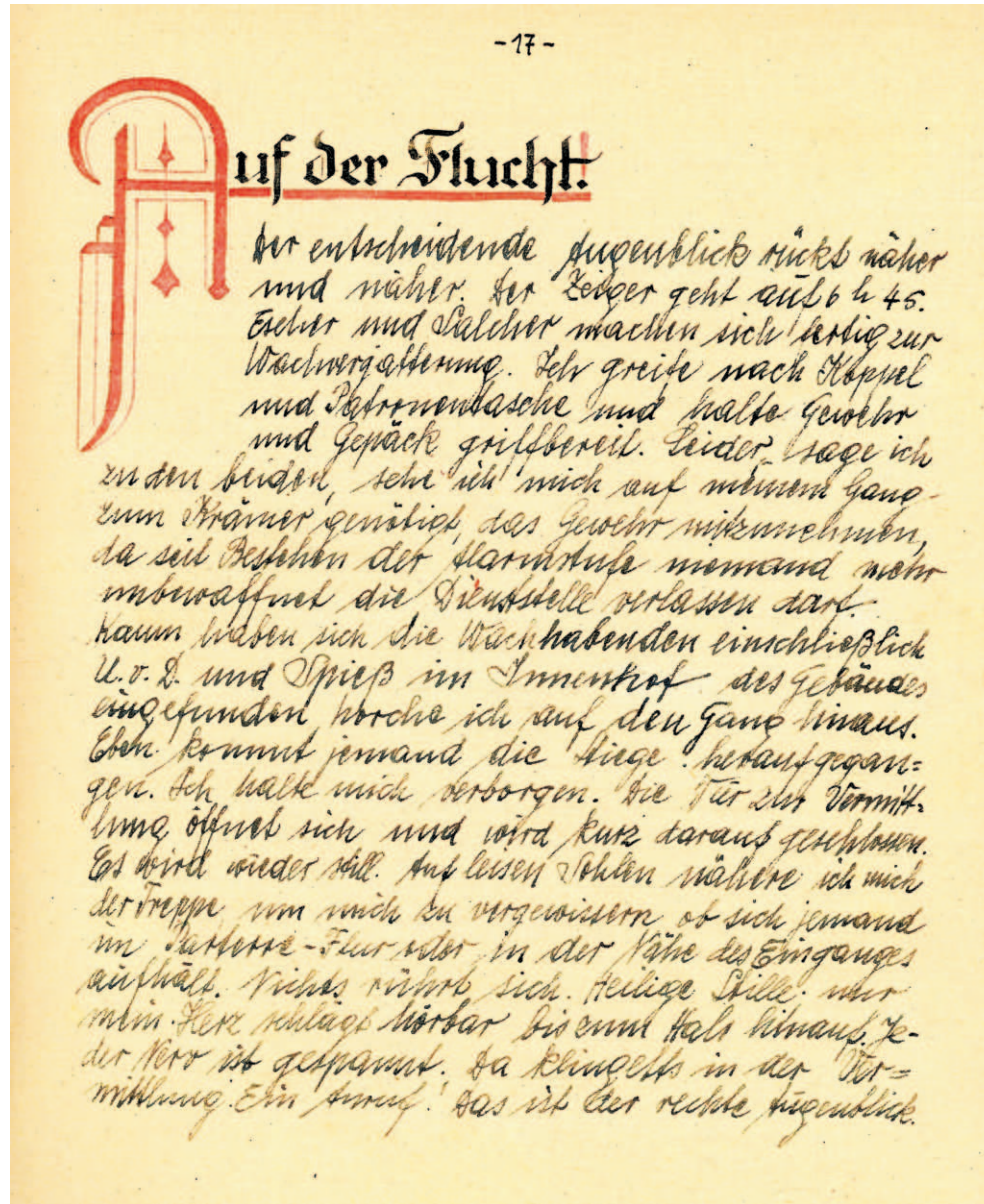 - 17 -
Auf der Flucht!
Der entscheidende Augenblick rückt näher
und näher. Der Zeiger geht auf 6 h 45.
Escher und Salcher machen sich fertig zur
Wachvergatterung. Ich greife nach Koppel
und Patronentasche und halte Gewehr
und Gepäck griffbereit. Leider, sage ich
zu den beiden, sehe ich mich auf meinem Gang
zum Krämer genötigt, das Gewehr mitzunehmen,
da seit Bestehen der Alarmstufe niemand mehr
unbewaffnet die Dienststelle verlassen darf.
Kaum haben sich die Wachhabenden einschließlich
U.v.D. und Spieß im Innenhof des Gebäudes
eingefunden horche ich auf den Gang hinaus.
Eben kommt jemand die Stiege heraufgegan=
gen. Ich halte mich verborgen. Die Tür zur Vermitt=
lung öffnet sich und wird kurz darauf geschlossen.
Es wird wieder still. Auf leisen Sohlen nähere ich mich
der Treppe um mich zu vergewissern ob sich jemand
im Parterre-Flur oder in der Nähe des Einganges
aufhält. Nichts rührt sich. Heilige Stille. nur
mein Herz schlägt hörbar bis zum Hals hinauf. Je-
der Nerv ist gespannt. Da klingelts in der Ver=
mittlung. Ein Anruf! Das ist der rechte Augenblick.